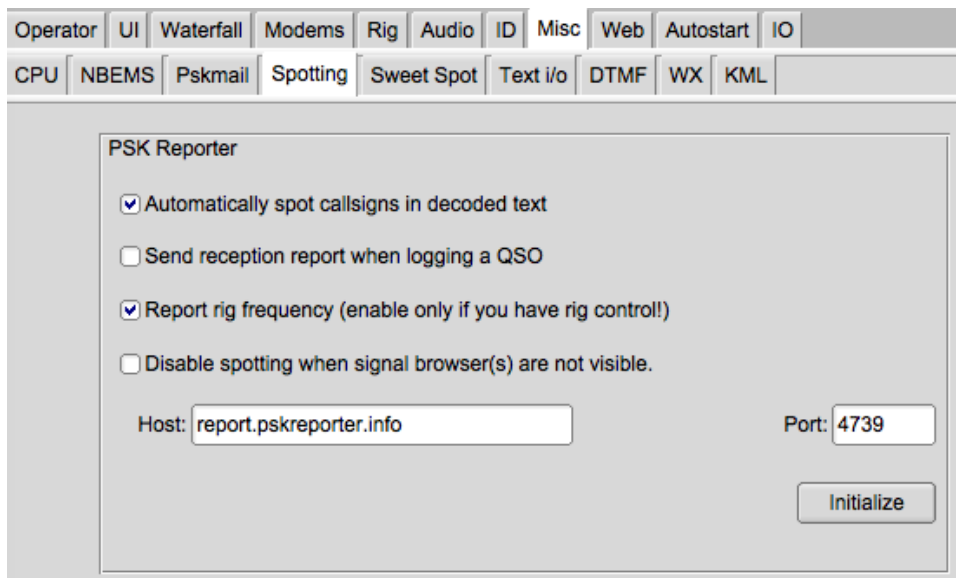 Operator UI Waterfall Modems Rig Audio ID Misc Web Autostart IO
CPU NBEMS Pskmail Spotting Sweet Spot Text i/o DTMF WX KML
PSK Reporter
Automatically spot callsigns in decoded text
Send reception report when logging a QSO
Report rig frequency (enable only if you have rig control!)
Disable spotting when signal browser(s) are not visible.
Host: report.pskreporter.info Port: 4739
Initialize